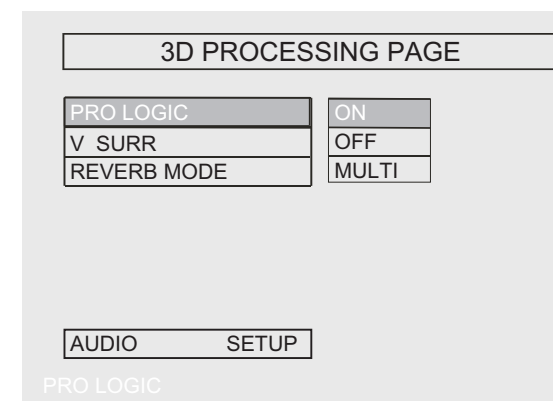 3D PROCESSING PAGE
PRO LOGIC ON
V SURR OFF
REVERB MODE MULTI
AUDIO SETUP
PRO LOGIC